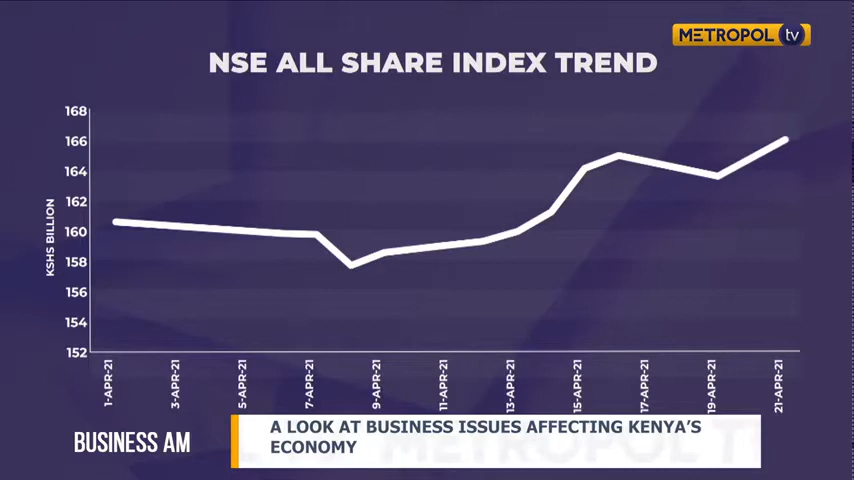 METROPOL tv
NSE ALL SHARE INDEX TREND
KSHS BILLION
168
166
164
162
160
158
156
154
152
1-APR-21
3-APR-21
5-APR-21
7-APR-21
9-APR-21
11-APR-21
13-APR-21
15-APR-21
17-APR-21
19-APR-21
21-APR-21
BUSINESS AM
A LOOK AT BUSINESS ISSUES AFFECTING KENYA'S
ECONOMY